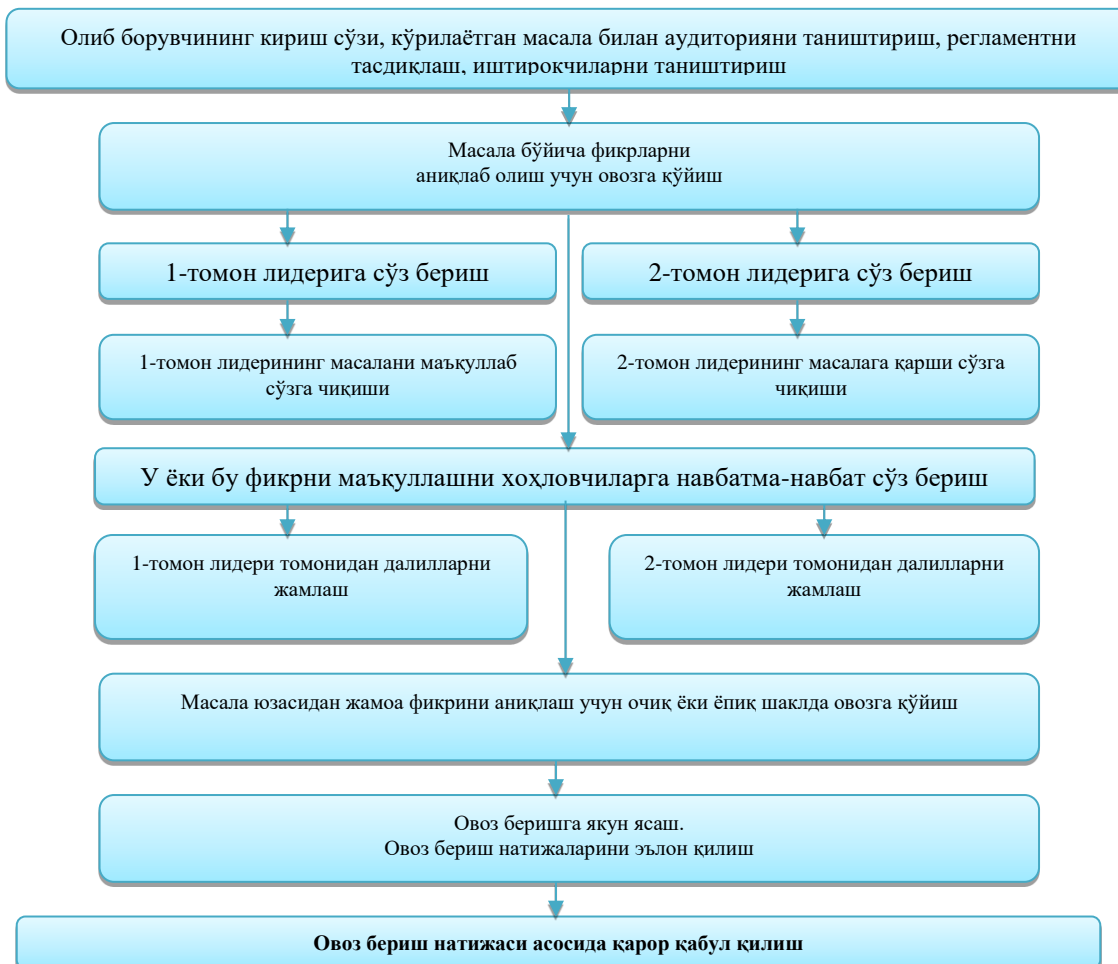 Олиб борувчининг кириш сўзи, кўрилаётган масала билан аудиторияни таништириш, регламентни
тасдиқлаш, иштирокчиларни таништириш
Масала бўйича фикрларни
аниқлаб олиш учун овозга қўйиш
1-томон лидерига сўз бериш
2-томон лидерига сўз бериш
1-томон лидерининг масалани маъқуллаб
сўзга чиқиши
2-томон лидерининг масалага қарши сўзга
чиқиши
У ёки бу фикрни маъқуллашни хоҳловчиларга навбатма-навбат сўз бериш
1-томон лидери томонидан далилларни
жамлаш
2-томон лидери томонидан далилларни
жамлаш
Масала юзасидан жамоа фикрини аниқлаш учун очиқ ёки ёпиқ шаклда овозга қўйиш
Овоз беришга якун ясаш.
Овоз бериш натижаларини эълон қилиш
Овоз бериш натижаси асосида қарор қабул қилиш